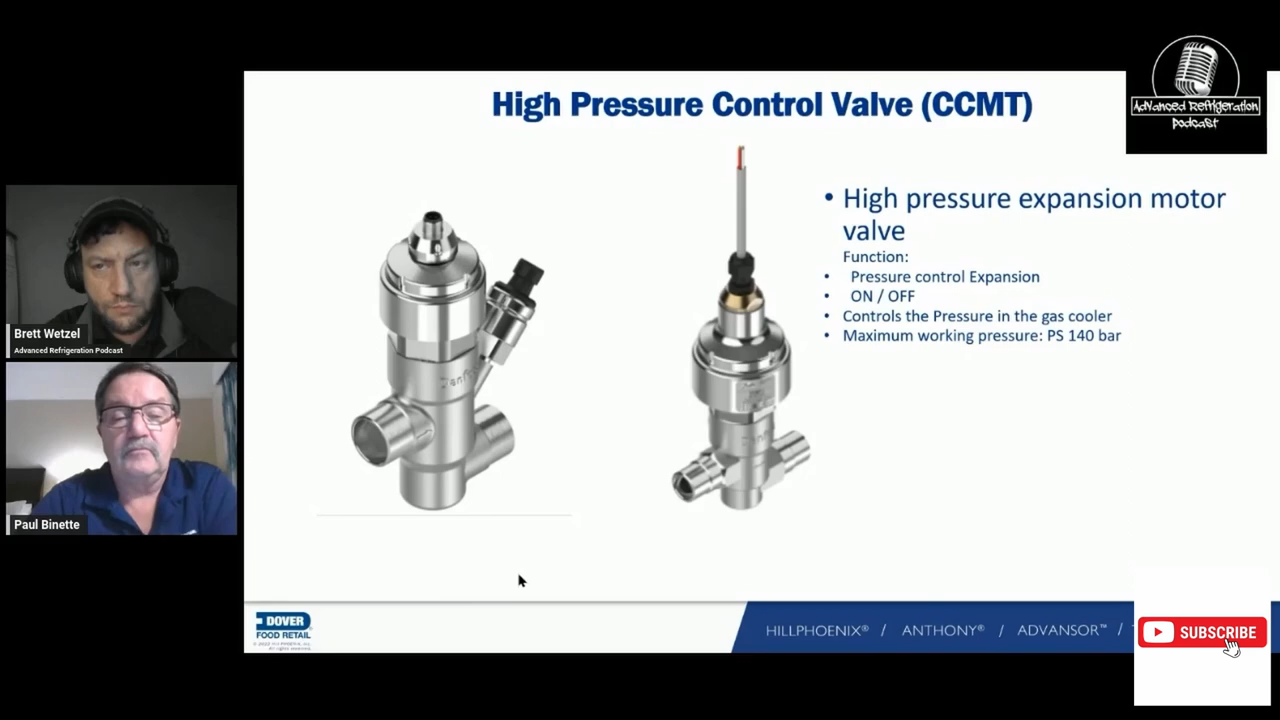 High Pressure Control Valve (CCMT)
AdVanced Refrigeration
Podcast
• High pressure expansion motor
valve
Function:
• Pressure control Expansion
• ON / OFF
• Controls the Pressure in the gas cooler
• Maximum working pressure: PS 140 bar
Brett Wetzel
Advanced Refrigeration Podcast
Paul Binette
DOVER
FOOD RETAIL
HILLPHOENIX® / ANTHONY® / ADVANSOR™ /
SUBSCRIBE